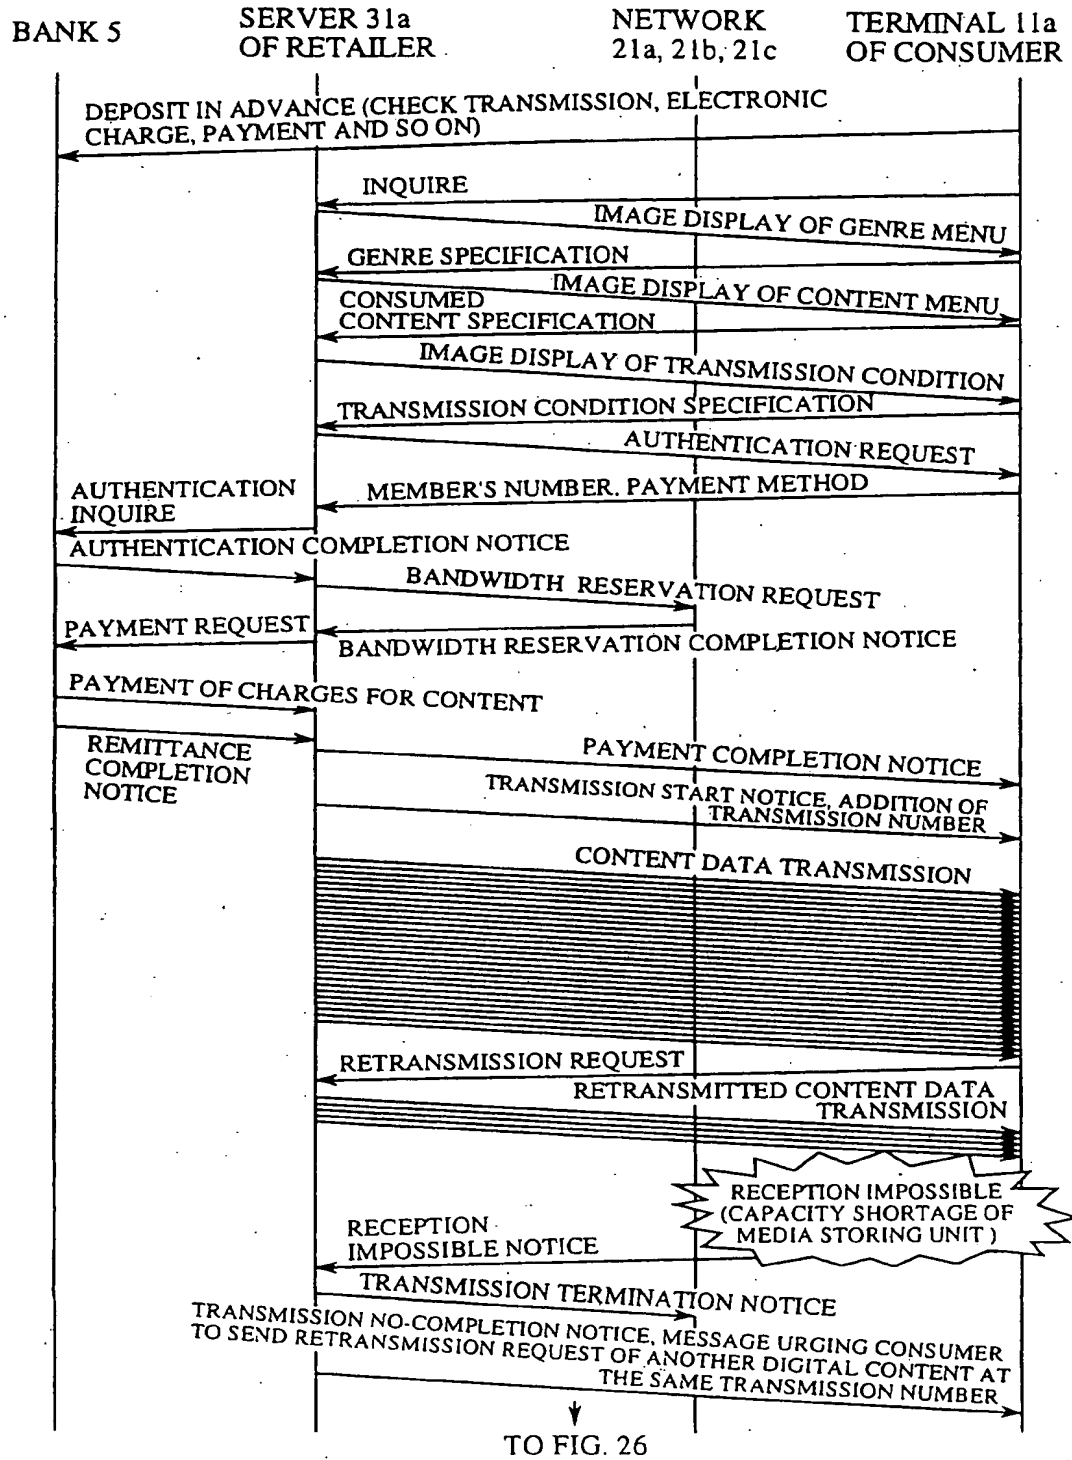 BANK 5
SERVER 31a
OF RETAILER
NETWORK
21a, 21b, 21c
TERMINAL 11a
OF CONSUMER
DEPOSIT IN ADVANCE (CHECK TRANSMISSION, ELECTRONIC
CHARGE, PAYMENT AND SO ON)
INQUIRE
IMAGE DISPLAY OF GENRE MENU
GENRE SPECIFICATION
IMAGE DISPLAY OF CONTENT MENU
CONSUMED
CONTENT SPECIFICATION
IMAGE DISPLAY OF TRANSMISSION CONDITION
TRANSMISSION CONDITION SPECIFICATION
AUTHENTICATION REQUEST
MEMBER'S NUMBER. PAYMENT METHOD
AUTHENTICATION
INQUIRE
AUTHENTICATION COMPLETION NOTICE
BANDWIDTH RESERVATION REQUEST
PAYMENT REQUEST
BANDWIDTH RESERVATION COMPLETION NOTICE
PAYMENT OF CHARGES FOR CONTENT
REMITTANCE
COMPLETION
NOTICE
PAYMENT COMPLETION NOTICE
TRANSMISSION START NOTICE, ADDITION OF
TRANSMISSION NUMBER
CONTENT DATA TRANSMISSION
RETRANSMISSION REQUEST
RETRANSMITTED CONTENT DATA
TRANSMISSION
RECEPTION IMPOSSIBLE
(CAPACITY SHORTAGE OF
MEDIA STORING UNIT)
RECEPTION
IMPOSSIBLE NOTICE
TRANSMISSION TERMINATION NOTICE
TRANSMISSION NO-COMPLETION NOTICE, MESSAGE URGING CONSUMER
TO SEND RETRANSMISSION REQUEST OF ANOTHER DIGITAL CONTENT AT
THE SAME TRANSMISSION NUMBER
TO FIG. 26